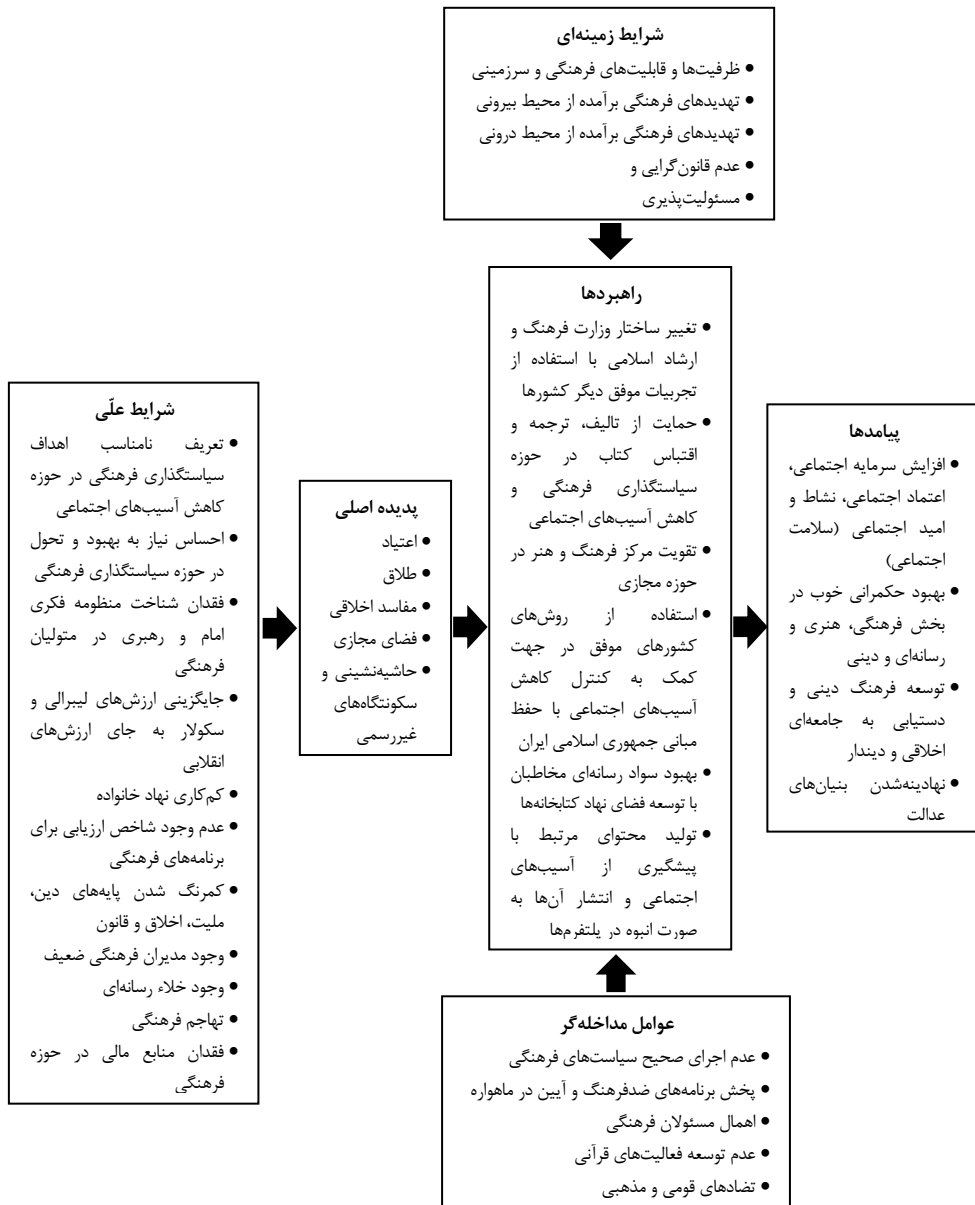 شرایط زمینه‌ای
• ظرفیت‌ها و قابلیت‌های فرهنگی و سرزمینی
• تهدیدهای فرهنگی برآمده از محیط بیرونی
• تهدیدهای فرهنگی برآمده از محیط درونی
• عدم قانون‌گرایی و
• مسئولیت‌پذیری
شرایط علّی
• تعریف نامناسب اهداف
سیاستگذاری فرهنگی در حوزه
کاهش آسیب‌های اجتماعی
• احساس نیاز به بهبود و تحول
در حوزه سیاستگذاری فرهنگی
• فقدان شناخت منظومه فکری
امام و رهبری در متولیان
فرهنگی
• جایگزینی ارزش‌های لیبرالی و
سکولار به جای ارزش‌های
انقلابی
• کم‌کاری نهاد خانواده
• عدم وجود شاخص ارزیابی برای
برنامه‌های فرهنگی
• کمرنگ شدن پایه‌های دین،
ملیت، اخلاق و قانون
• وجود مدیران فرهنگی ضعیف
• وجود خلاء رسانه‌ای
• تهاجم فرهنگی
• فقدان منابع مالی در حوزه
فرهنگی
پدیده اصلی
• اعتیاد
• طلاق
• مفاسد اخلاقی
• فضای مجازی
• حاشیه‌نشینی و
سکونتگاه‌های
غیررسمی
راهبردها
• تغییر ساختار وزارت فرهنگ و
ارشاد اسلامی با استفاده از
تجربیات موفق دیگر کشورها
• حمایت از تالیف، ترجمه و
اقتباس کتاب در حوزه
سیاستگذاری فرهنگی و
کاهش آسیب‌های اجتماعی
• تقویت مرکز فرهنگ و هنر در
حوزه مجازی
• استفاده از روش‌های
کشورهای موفق در جهت
کمک به کنترل کاهش
آسیب‌های اجتماعی با حفظ
مبانی جمهوری اسلامی ایران
• بهبود سواد رسانه‌ای مخاطبان
با توسعه فضای نهاد کتابخانه‌ها
• تولید محتوای مرتبط با
پیشگیری از آسیب‌های
اجتماعی و انتشار آن‌ها به
صورت انبوه در پلتفرم‌ها
پیامدها
• افزایش سرمایه اجتماعی،
اعتماد اجتماعی، نشاط و
امید اجتماعی (سلامت
اجتماعی)
• بهبود حکمرانی خوب در
بخش فرهنگی، هنری و
رسانه‌ای و دینی
• توسعه فرهنگ دینی و
دستیابی به جامعه‌ای
اخلاقی و دیندار
• نهادینه‌شدن بنیان‌های
عدالت
عوامل مداخله‌گر
• عدم اجرای صحیح سیاست‌های فرهنگی
• پخش برنامه‌های ضدفرهنگ و آیین در ماهواره
• اهمال مسئولان فرهنگی
• عدم توسعه فعالیت‌های قرآنی
• تضادهای قومی و مذهبی